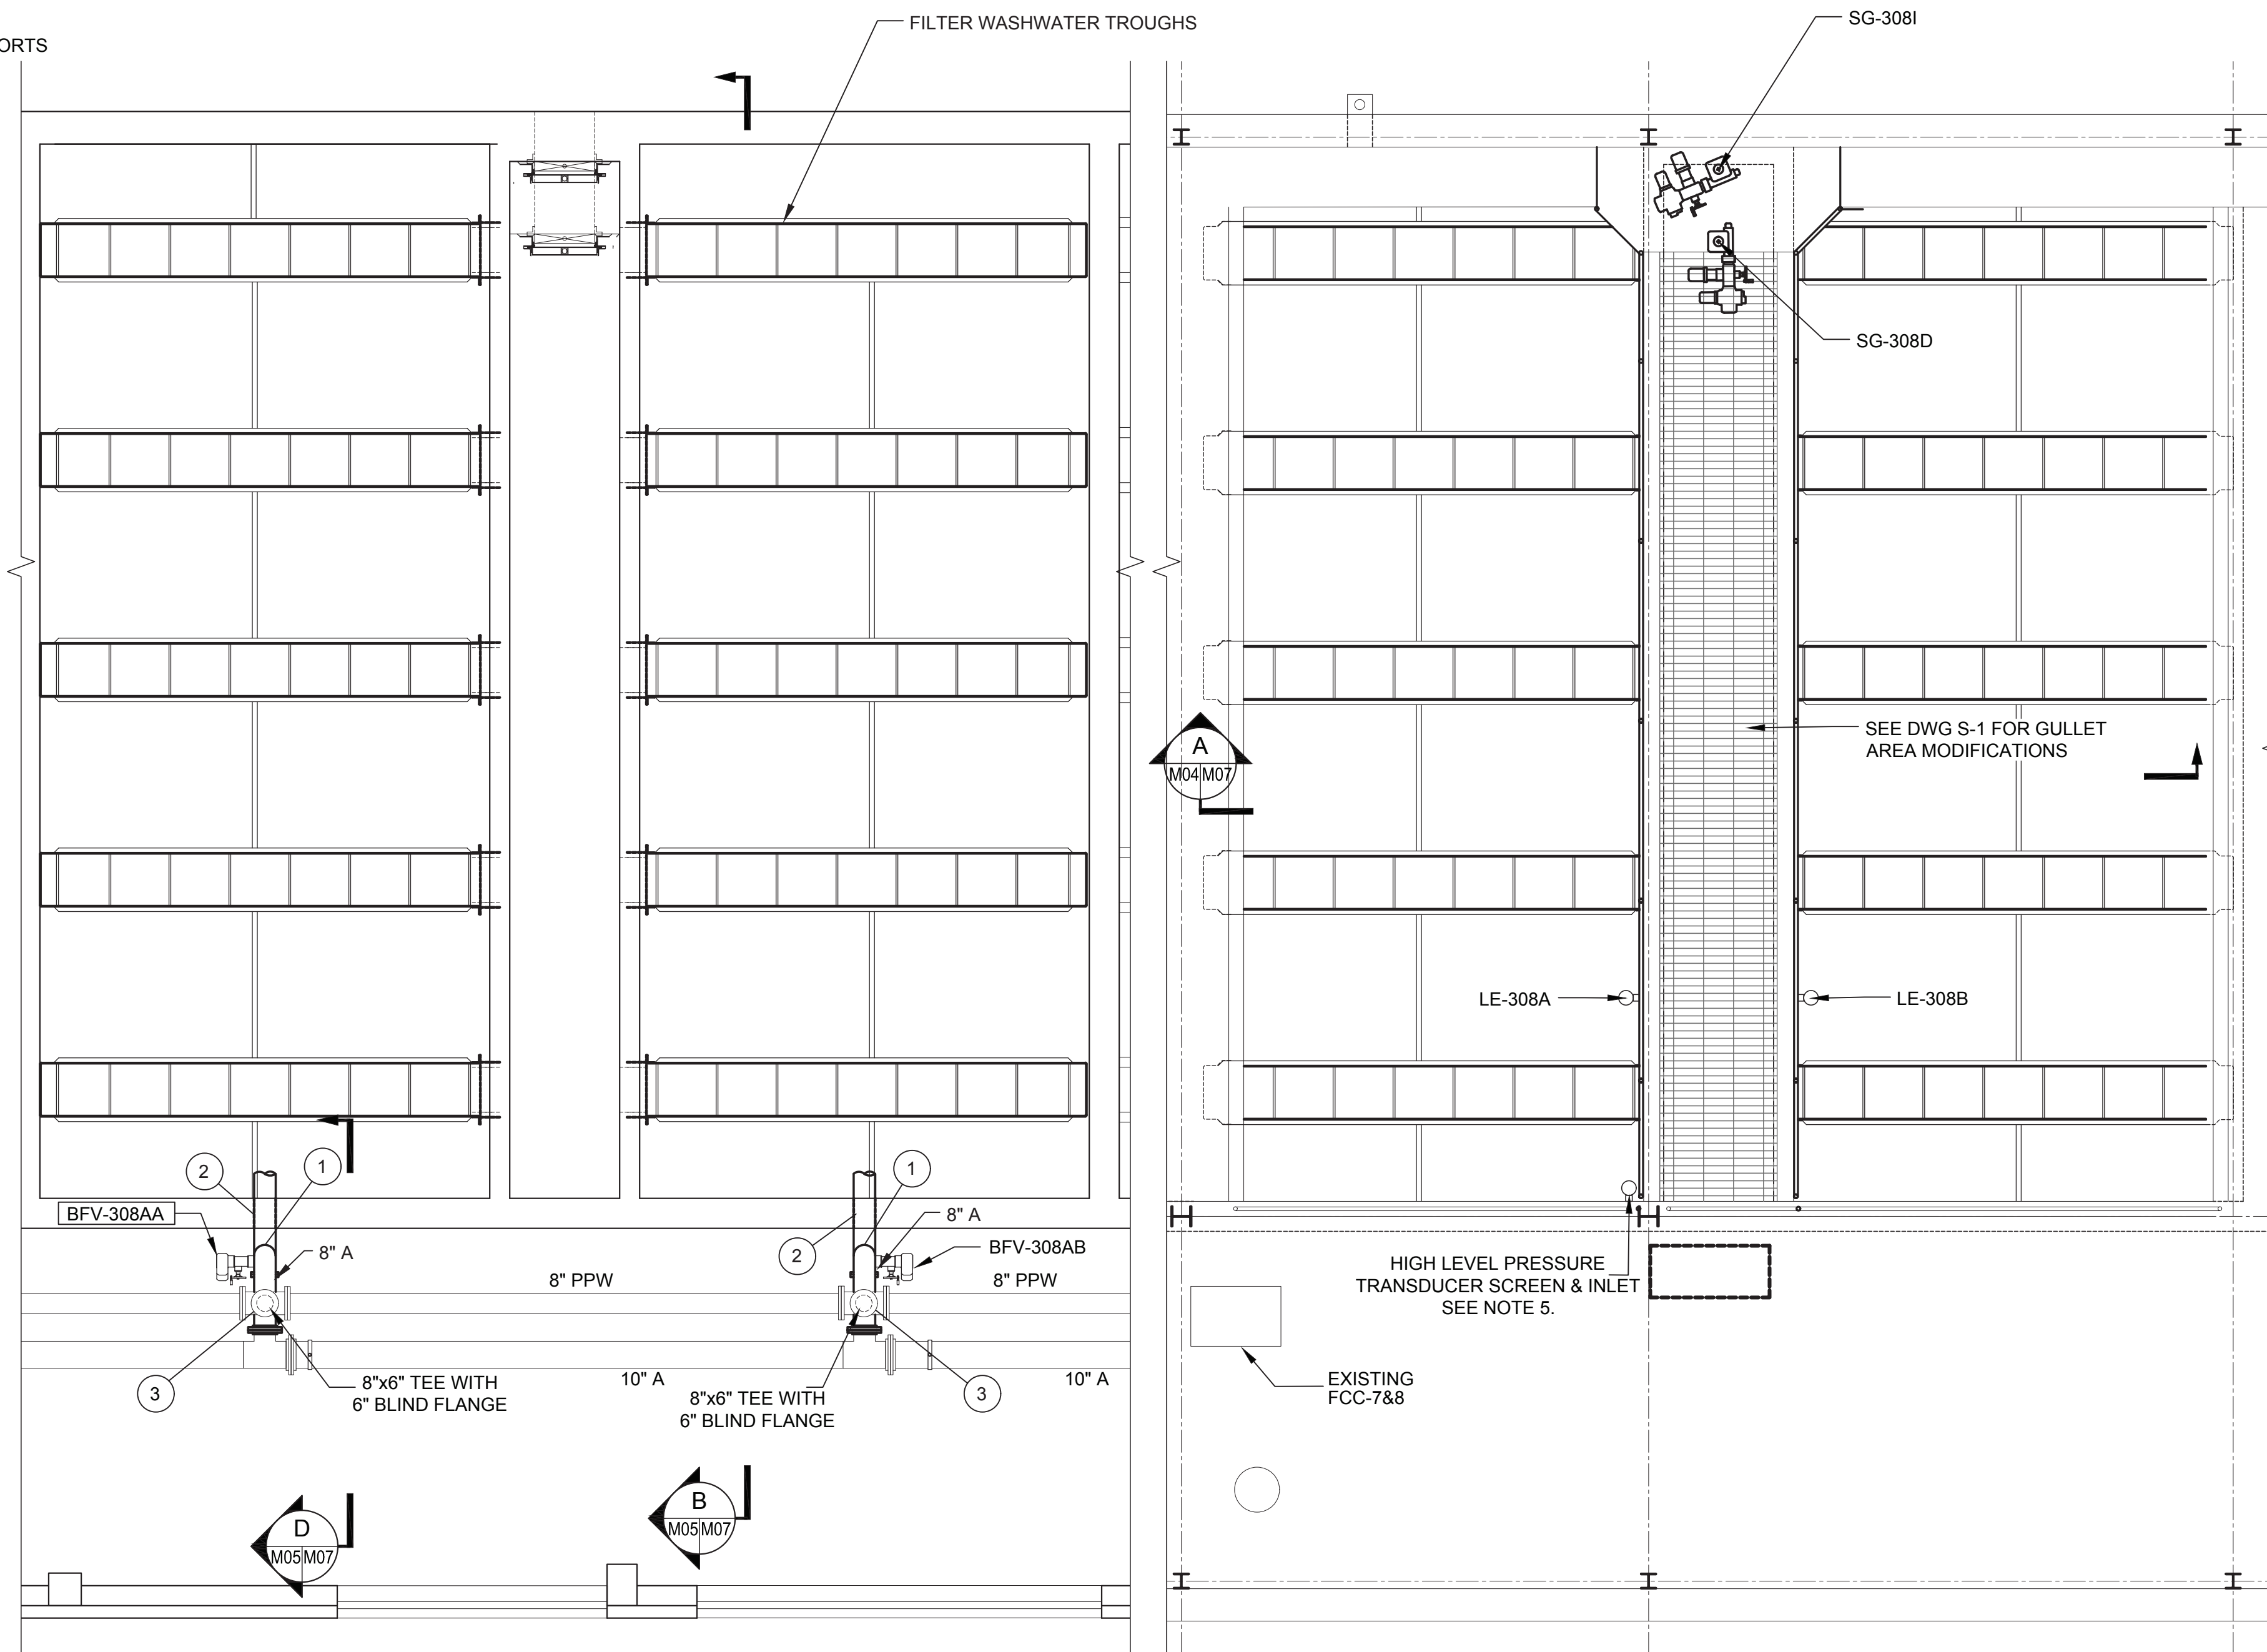 ORTS
FILTER WASHWATER TROUGHS
SG-308I
SG-308D
A
M04 M07
SEE DWG S-1 FOR GULLET
AREA MODIFICATIONS
LE-308A
LE-308B
2
1
BFV-308AA
8" A
8" PPW
1
2
8" A
BFV-308AB
8" PPW
HIGH LEVEL PRESSURE
TRANSDUCER SCREEN & INLET
SEE NOTE 5.
3
8"x6" TEE WITH
6" BLIND FLANGE
10" A
8"x6" TEE WITH
6" BLIND FLANGE
3
10" A
EXISTING
FCC-7&8
D
M05 M07
B
M05 M07